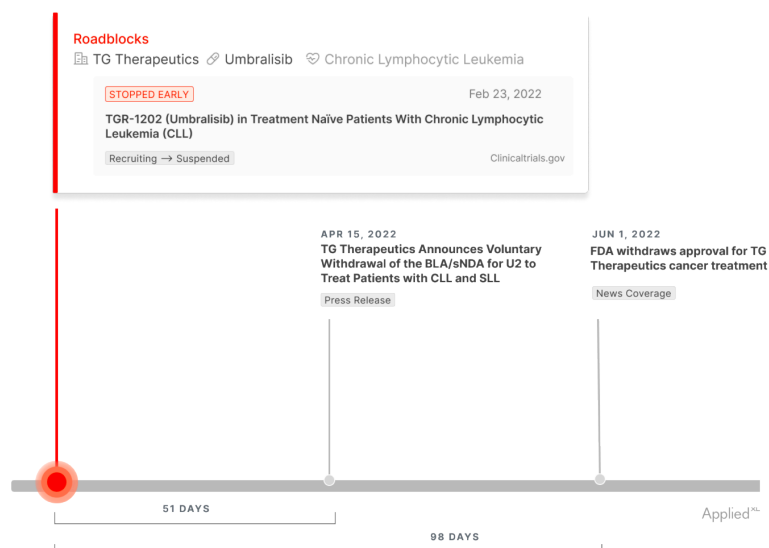 Roadblocks
TG Therapeutics Umbralisib Chronic Lymphocytic Leukemia
STOPPED EARLY Feb 23, 2022
TGR-1202 (Umbralisib) in Treatment Naïve Patients With Chronic Lymphocytic
Leukemia (CLL)
Recruiting → Suspended Clinicaltrials.gov
APR 15, 2022
TG Therapeutics Announces Voluntary
Withdrawal of the BLA/sNDA for U2 to
Treat Patients with CLL and SLL
Press Release
JUN 1, 2022
FDA withdraws approval for TG
Therapeutics cancer treatment
News Coverage
51 DAYS
AppliedXL
98 DAYS